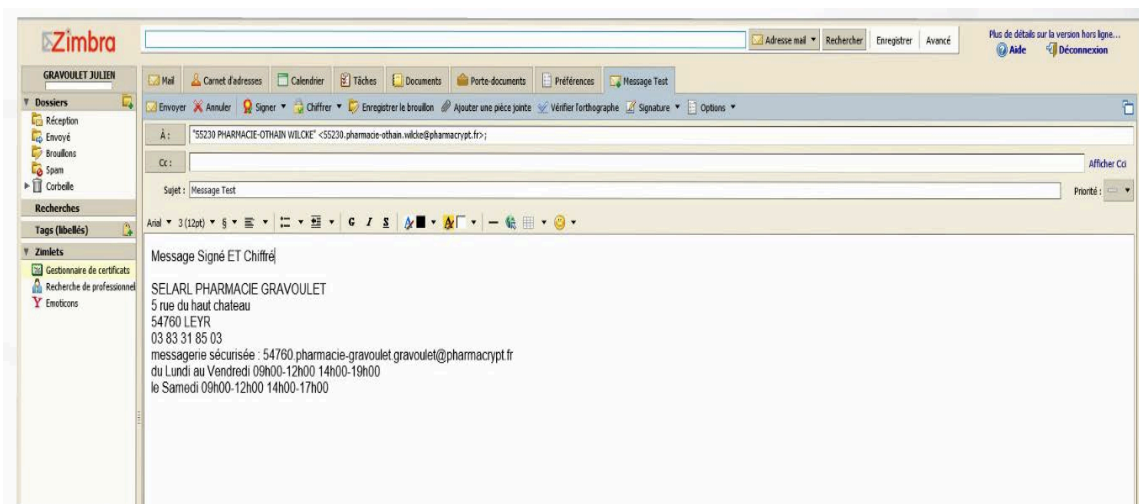 Zimbra
Adresse mail Rechercher Enregistrer Avancé
Plus de détails sur la version hors ligne...
Aide Déconnexion
GRAVOULET JULIEN
Mail Carnet d'adresses Calendrier Tâches Documents Porte-documents Préférences Message Test
Dossiers
Réception
Envoyé
Brouillons
Spam
Corbeille
Recherches
Tags (libellés)
Zimlets
Gestionnaire de certificats
Recherche de professionnel
Emoticons
Envoyer Annuler Signer Chiffrer Enregistrer le brouillon Ajouter une pièce jointe Vérifier l'orthographe Signature Options
À : "55230 PHARMACIE-OTHAIN WILCKE" <55230.pharmacie-othain.wilcke@pharmacrypt.fr>;
Cc :
Afficher Cci
Sujet : Message Test
Priorité :
Arial 3 (12pt) § G I S
Message Signé ET Chiffré
SELARL PHARMACIE GRAVOULET
5 rue du haut chateau
54760 LEYR
03 83 31 85 03
messagerie sécurisée : 54760.pharmacie-gravoulet.gravoulet@pharmacrypt.fr
du Lundi au Vendredi 09h00-12h00 14h00-19h00
le Samedi 09h00-12h00 14h00-17h00